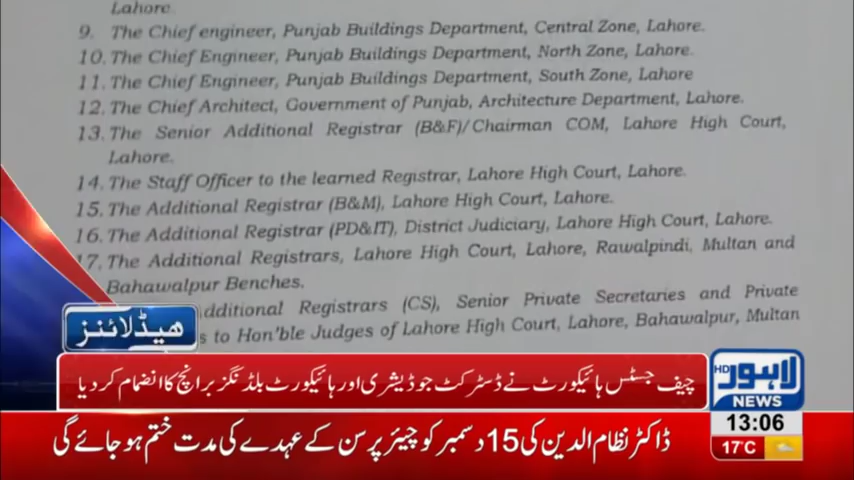 Lahore.
9. The Chief engineer, Punjab Buildings Department, Central Zone, Lahore.
10. The Chief Engineer, Punjab Buildings Department, North Zone, Lahore.
11. The Chief Engineer, Punjab Buildings Department, South Zone, Lahore
12. The Chief Architect, Government of Punjab, Architecture Department, Lahore.
13. The Senior Additional Registrar (B&F)/Chairman COM, Lahore High Court,
Lahore.
14. The Staff Officer to the learned Registrar, Lahore High Court, Lahore.
15. The Additional Registrar (B&M), Lahore High Court, Lahore.
16. The Additional Registrar (PD&IT), District Judiciary, Lahore High Court, Lahore.
17. The Additional Registrars, Lahore High Court, Lahore, Rawalpindi, Multan and
Bahawalpur Benches.
dditional Registrars (CS), Senior Private Secretaries and Private
s to Hon'ble Judges of Lahore High Court, Lahore, Bahawalpur, Multan
ہیڈلائنز
چیف جسٹس ہائیکورٹ نے ڈسٹرکٹ جوڈیشری اور ہائیکورٹ بلڈنگز برانچ کا انضمام کر دیا
HD لاہور
NEWS
13:06
17°C
ڈاکٹر نظام الدین کی 15 دسمبر کو چیئر پرسن کے عہدے کی مدت ختم ہو جائے گی